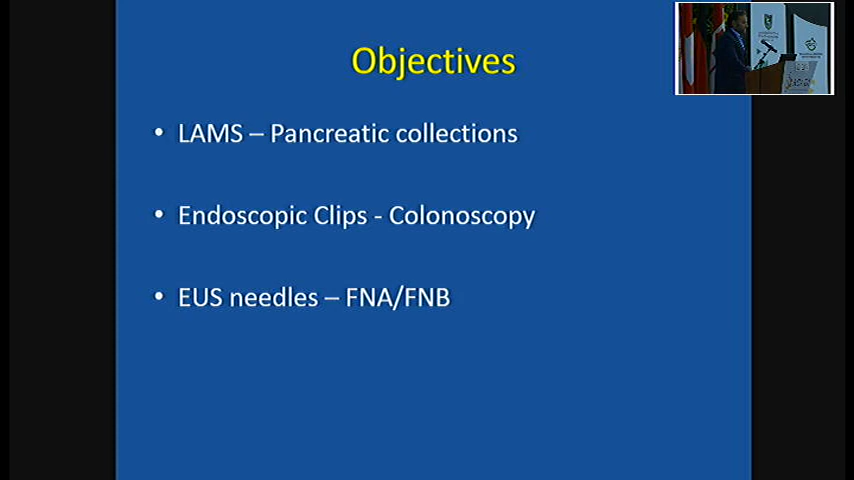 Objectives
• LAMS – Pancreatic collections
• Endoscopic Clips - Colonoscopy
• EUS needles – FNA/FNB